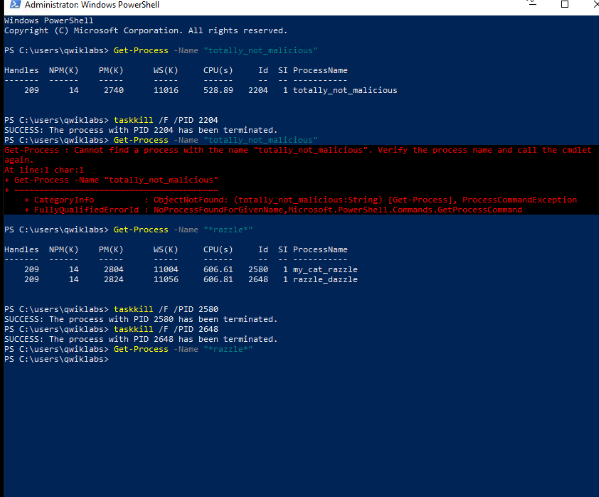 Administrator: Windows PowerShell
Windows PowerShell
Copyright (C) Microsoft Corporation. All rights reserved.
PS C:\users\qwiklabs> Get-Process -Name "totally_not_malicious"
Handles NPM(K) PM(K) WS(K) CPU(s) Id SI ProcessName
------- ------ ----- ----- ------ -- -- -----------
209 14 2740 11016 528.89 2204 1 totally_not_malicious
PS C:\users\qwiklabs> taskkill /F /PID 2204
SUCCESS: The process with PID 2204 has been terminated.
PS C:\users\qwiklabs> Get-Process -Name "totally_not_malicious"
Get-Process : Cannot find a process with the name "totally_not_malicious". Verify the process name and call the cmdlet
again.
At line:1 char:1
+ Get-Process -Name "totally_not_malicious"
+ ~~~~~~~~~~~~~~~~~~~~~~~~~~~~~~~~~~~~~~~~~
+ CategoryInfo : ObjectNotFound: (totally_not_malicious:String) [Get-Process], ProcessCommandException
+ FullyQualifiedErrorId : NoProcessFoundForGivenName,Microsoft.PowerShell.Commands.GetProcessCommand
PS C:\users\qwiklabs> Get-Process -Name "*razzle*"
Handles NPM(K) PM(K) WS(K) CPU(s) Id SI ProcessName
------- ------ ----- ----- ------ -- -- -----------
209 14 2804 11004 606.61 2580 1 my_cat_razzle
209 14 2824 11056 606.81 2648 1 razzle_dazzle
PS C:\users\qwiklabs> taskkill /F /PID 2580
SUCCESS: The process with PID 2580 has been terminated.
PS C:\users\qwiklabs> taskkill /F /PID 2648
SUCCESS: The process with PID 2648 has been terminated.
PS C:\users\qwiklabs> Get-Process -Name "*razzle*"
PS C:\users\qwiklabs>